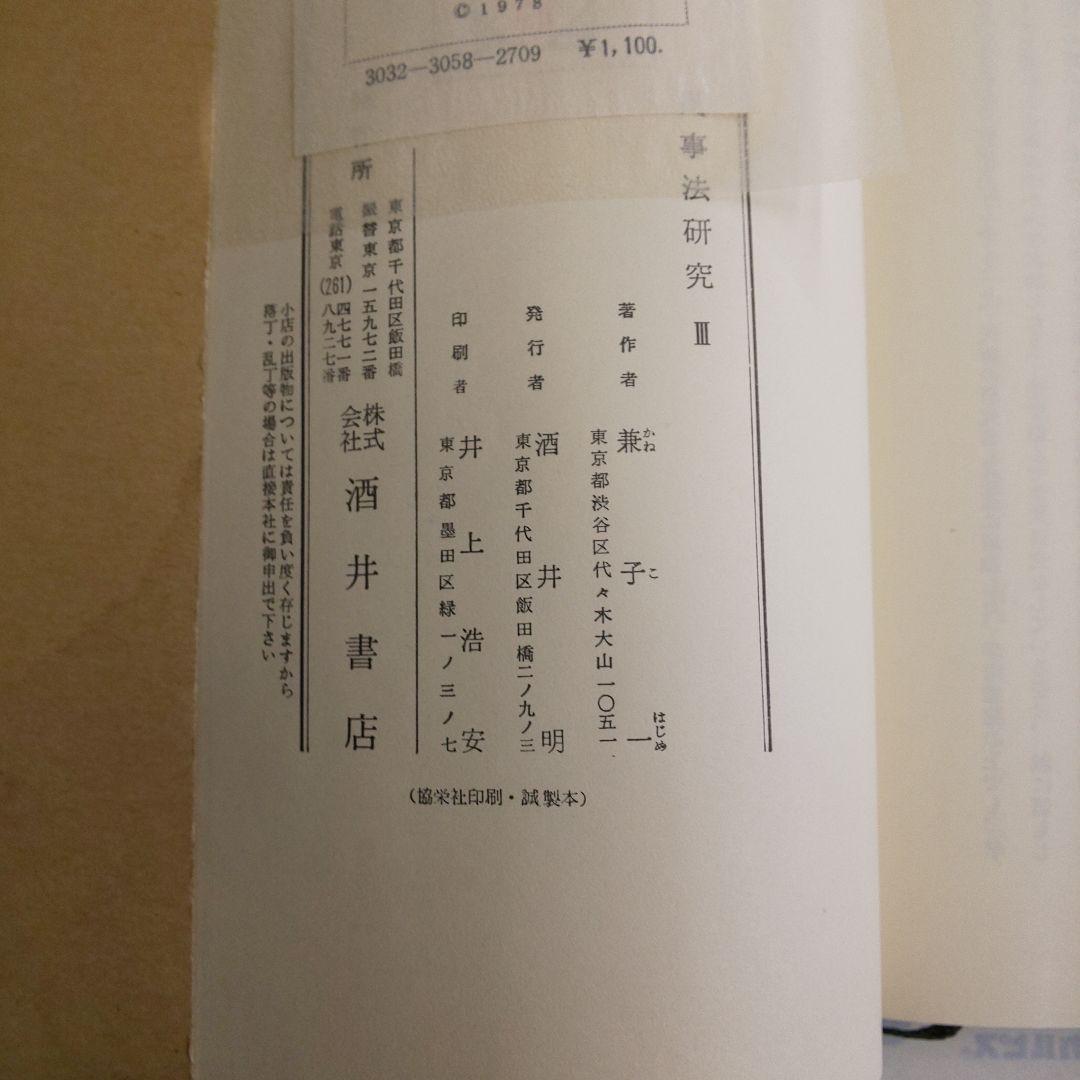 © 1978
3032—3058—2709 ¥1,100.
事法研究 Ⅲ
著作者 兼子一
かね こ はじめ
東京都渋谷区代々木大山一〇五一
発行者 酒井明
東京都千代田区飯田橋二ノ九ノ三
印刷者 井上浩安
東京都墨田区緑一ノ三ノ七
所
東京都千代田区飯田橋
振替東京一五九七二番
電話東京(261)四七七一番
八九二七番
株式会社 酒井書店
小店の出版物については責任を負い度く存じますから
落丁・乱丁等の場合は直接本社に御申出で下さい
(協栄社印刷・誠製本)